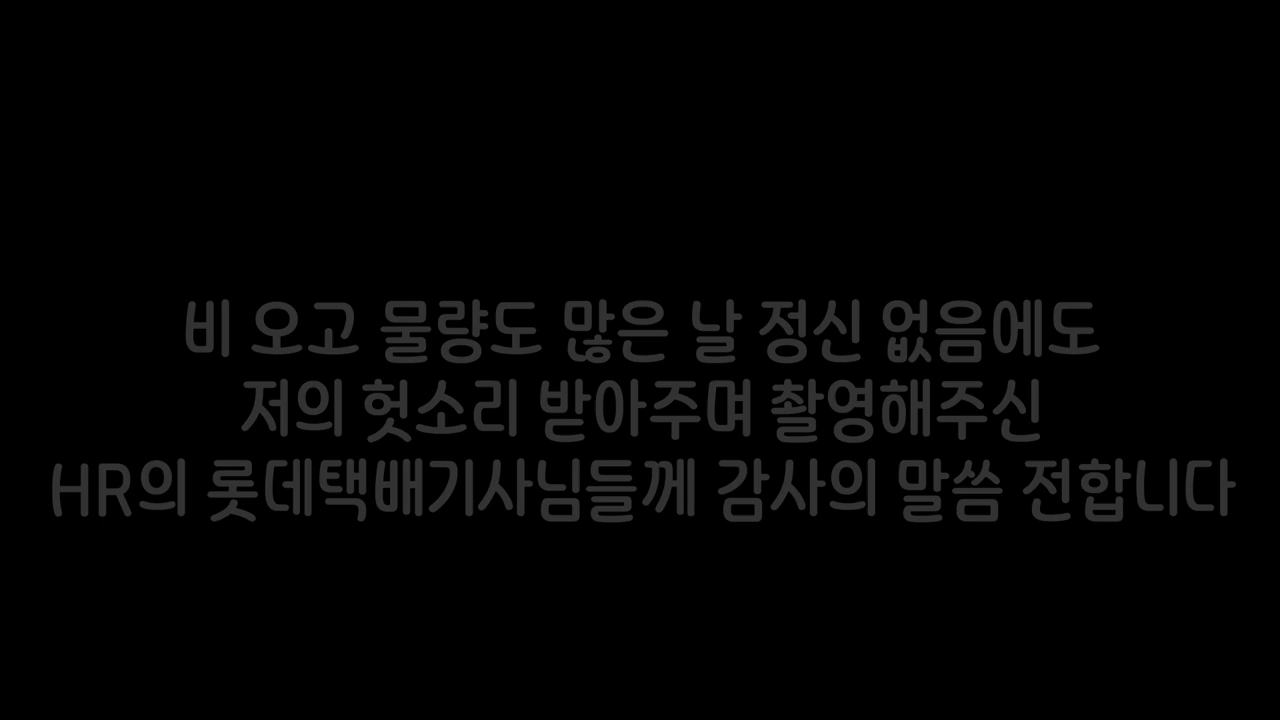 비 오고 물량도 많은 날 정신 없음에도
저의 헛소리 받아주며 촬영해주신
HR의 롯데택배기사님들께 감사의 말씀 전합니다